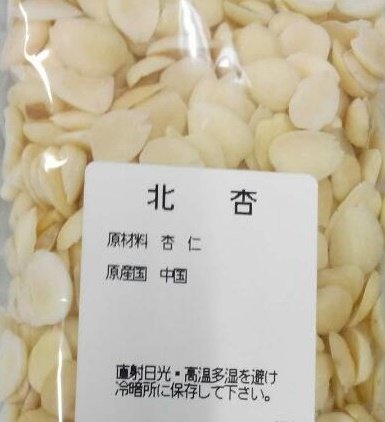 北 杏
原材料 杏 仁
原産国 中国
直射日光・高温多湿を避け
冷暗所に保存して下さい。